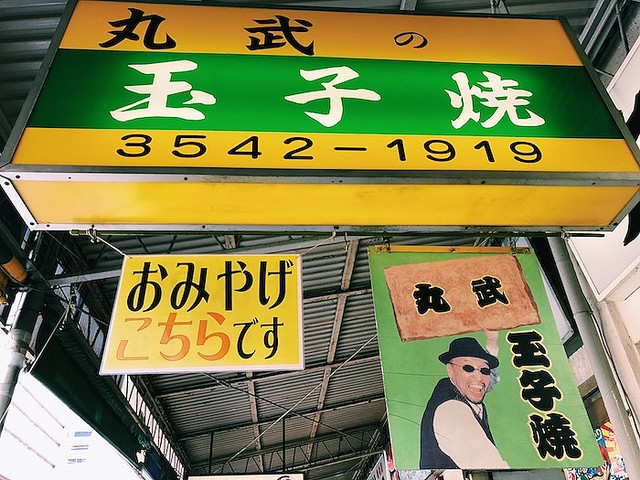 丸武の
玉子焼
3542-1919
おみやげ
こちらです
丸武
玉子焼